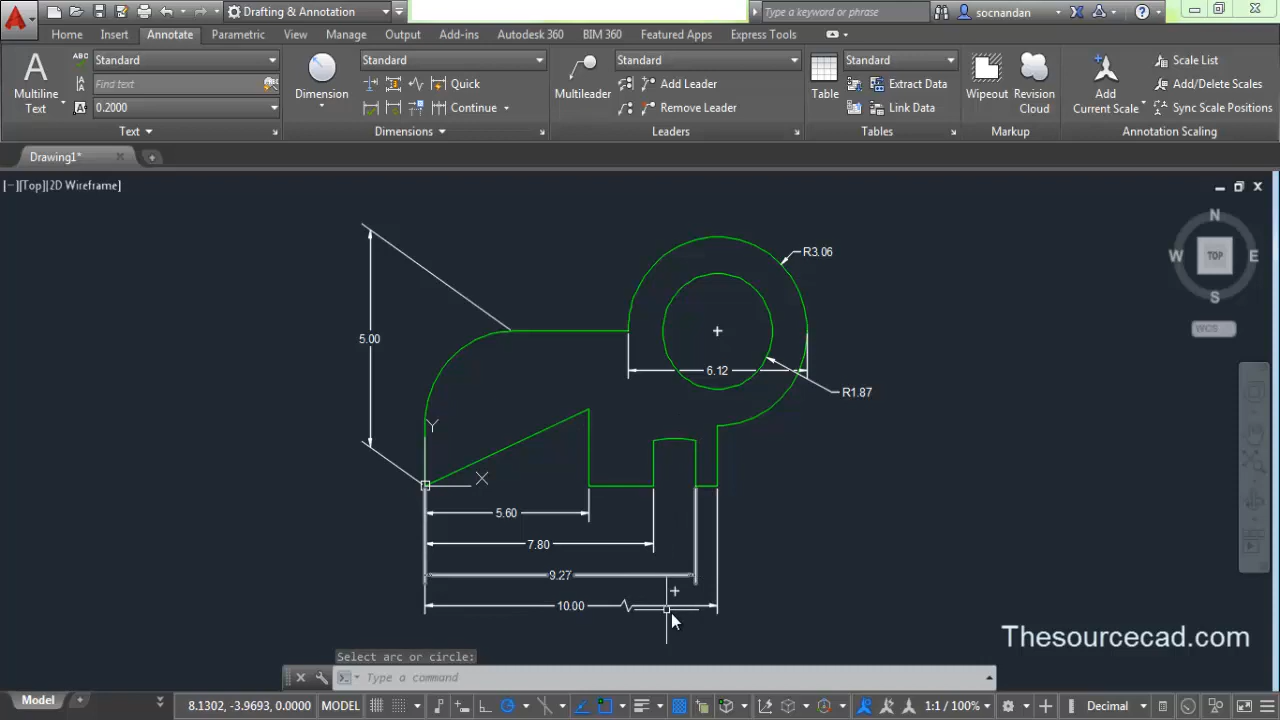 Drafting & Annotation
Type a keyword or phrase
socnandan
Home Insert Annotate Parametric View Manage Output Add-ins Autodesk 360 BIM 360 Featured Apps Express Tools
Multiline Text
Standard
Find text
0.2000
Text
Dimension
Standard
Quick
Continue
Dimensions
Multileader
Standard
Add Leader
Remove Leader
Leaders
Table
Standard
Extract Data
Link Data
Tables
Wipeout
Revision Cloud
Markup
Add Current Scale
Scale List
Add/Delete Scales
Sync Scale Positions
Annotation Scaling
Drawing1*
[−][Top][2D Wireframe]
N
W TOP E
S
WCS
R3.06
5.00
6.12
R1.87
Y
X
5.60
7.80
9.27
10.00
Thesourcecad.com
Select arc or circle:
Type a command
Model
8.1302, -3.9693, 0.0000 MODEL
1:1 / 100%
Decimal